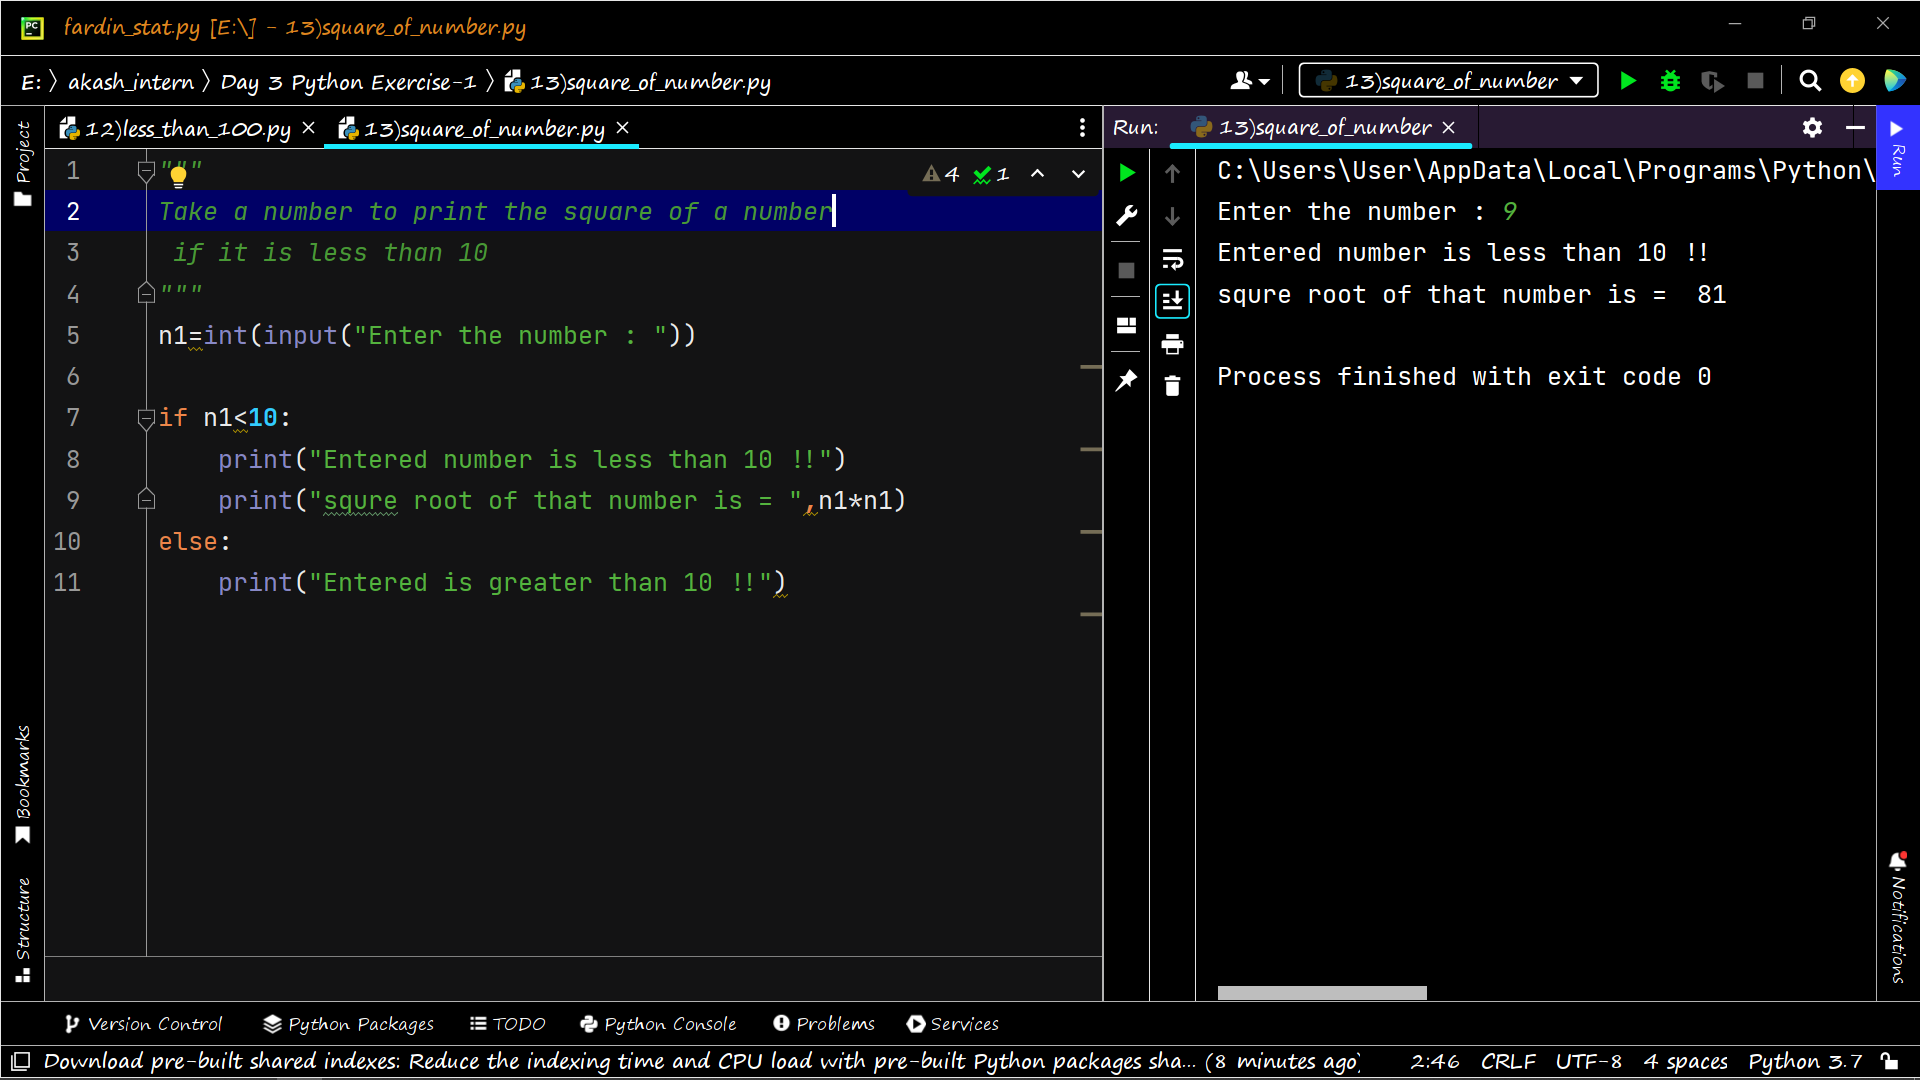 fardin_stat.py [E:\] - 13)square_of_number.py
E: 〉 akash_intern 〉 Day 3 Python Exercise-1 〉 13)square_of_number.py
13)square_of_number
Project
12)less_than_100.py × 13)square_of_number.py ×
4 1
1 """
2 Take a number to print the square of a number
3  if it is less than 10
4 """
5 n1=int(input("Enter the number : "))
6
7 if n1<10:
8     print("Entered number is less than 10 !!")
9     print("squre root of that number is = ",n1*n1)
10 else:
11     print("Entered is greater than 10 !!")
Run: 13)square_of_number ×
C:\Users\User\AppData\Local\Programs\Python\
Enter the number : 9
Entered number is less than 10 !!
squre root of that number is =  81
Process finished with exit code 0
Run
Bookmarks
Structure
Notifications
Version Control Python Packages TODO Python Console Problems Services
Download pre-built shared indexes: Reduce the indexing time and CPU load with pre-built Python packages sha... (8 minutes ago) 2:46 CRLF UTF-8 4 spaces Python 3.7